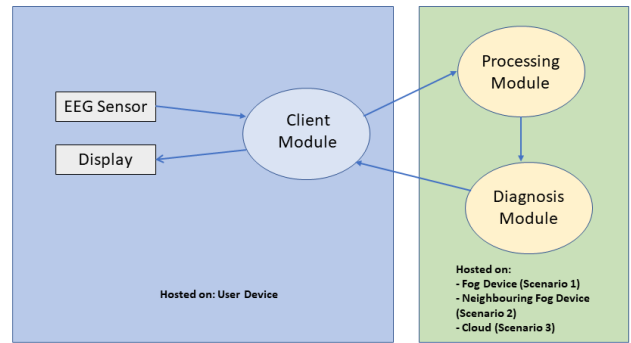 EEG Sensor
Display
Client
Module
Processing
Module
Diagnosis
Module
Hosted on: User Device
Hosted on:
- Fog Device (Scenario 1)
- Neighbouring Fog Device
(Scenario 2)
- Cloud (Scenario 3)